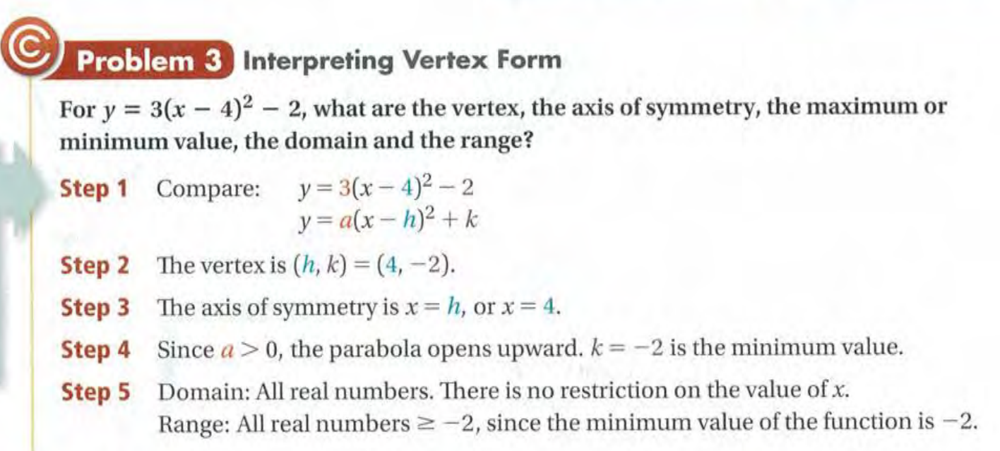 © Problem 3 Interpreting Vertex Form
For y = 3(x − 4)² − 2, what are the vertex, the axis of symmetry, the maximum or
minimum value, the domain and the range?
Step 1 Compare: y = 3(x − 4)² − 2
y = a(x − h)² + k
Step 2 The vertex is (h, k) = (4, −2).
Step 3 The axis of symmetry is x = h, or x = 4.
Step 4 Since a > 0, the parabola opens upward. k = −2 is the minimum value.
Step 5 Domain: All real numbers. There is no restriction on the value of x.
Range: All real numbers ≥ −2, since the minimum value of the function is −2.